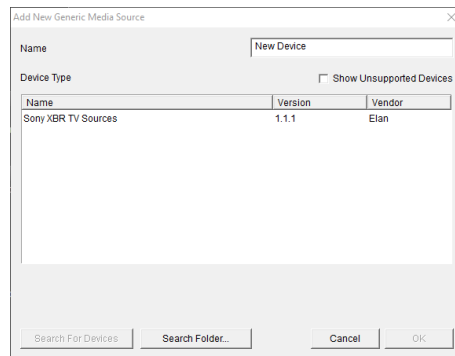 Add New Generic Media Source
Name New Device
Device Type Show Unsupported Devices
Name Version Vendor
Sony XBR TV Sources 1.1.1 Elan
Search For Devices Search Folder... Cancel OK